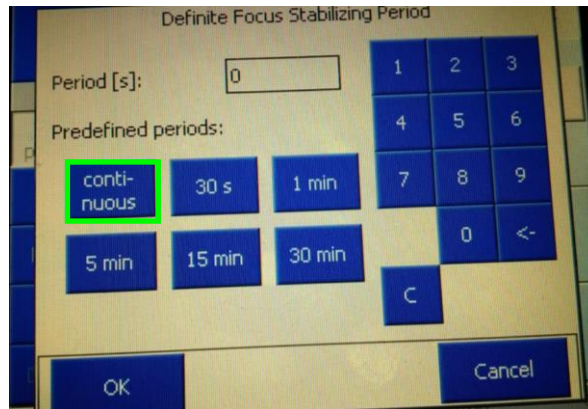 Definite Focus Stabilizing Period
Period [s]: 0
1 2 3
Predefined periods:
4 5 6
conti-
nuous
30 s 1 min
7 8 9
5 min 15 min 30 min
0 <-
C
OK Cancel